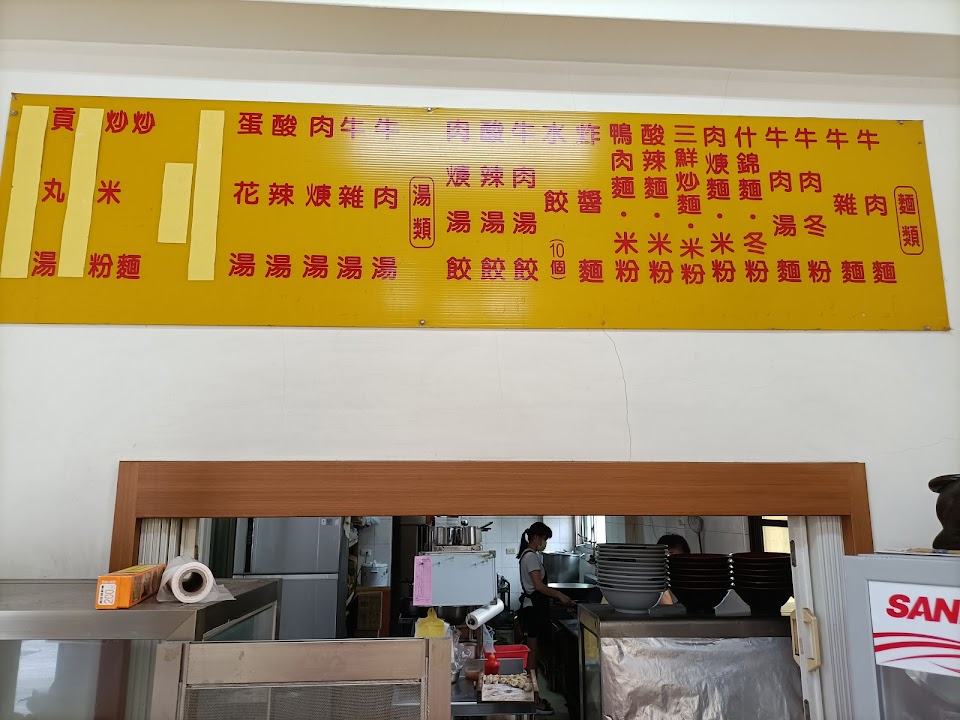 麵類
牛肉麵
牛雜麵
牛肉冬粉
牛肉湯麵
什錦麵·冬粉
肉焿麵·米粉
三鮮炒麵·米粉
酸辣麵·米粉
鴨肉麵·米粉
炸醬麵
水餃(10個)
牛肉湯餃
酸辣湯餃
肉焿湯餃
湯類
牛肉湯
牛雜湯
肉焿湯
酸辣湯
蛋花湯
炒麵
炒米粉
貢丸湯
SAN